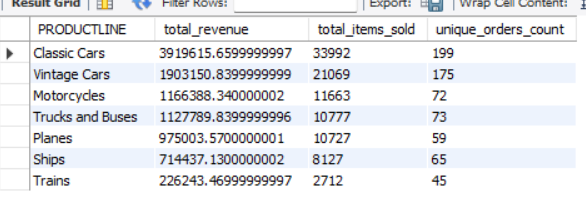 Result Grid Filter Rows: Export: Wrap Cell Content:
PRODUCTLINE total_revenue total_items_sold unique_orders_count
Classic Cars 3919615.6599999997 33992 199
Vintage Cars 1903150.8399999999 21069 175
Motorcycles 1166388.340000002 11663 72
Trucks and Buses 1127789.8399999996 10777 73
Planes 975003.5700000001 10727 59
Ships 714437.1300000002 8127 65
Trains 226243.46999999997 2712 45